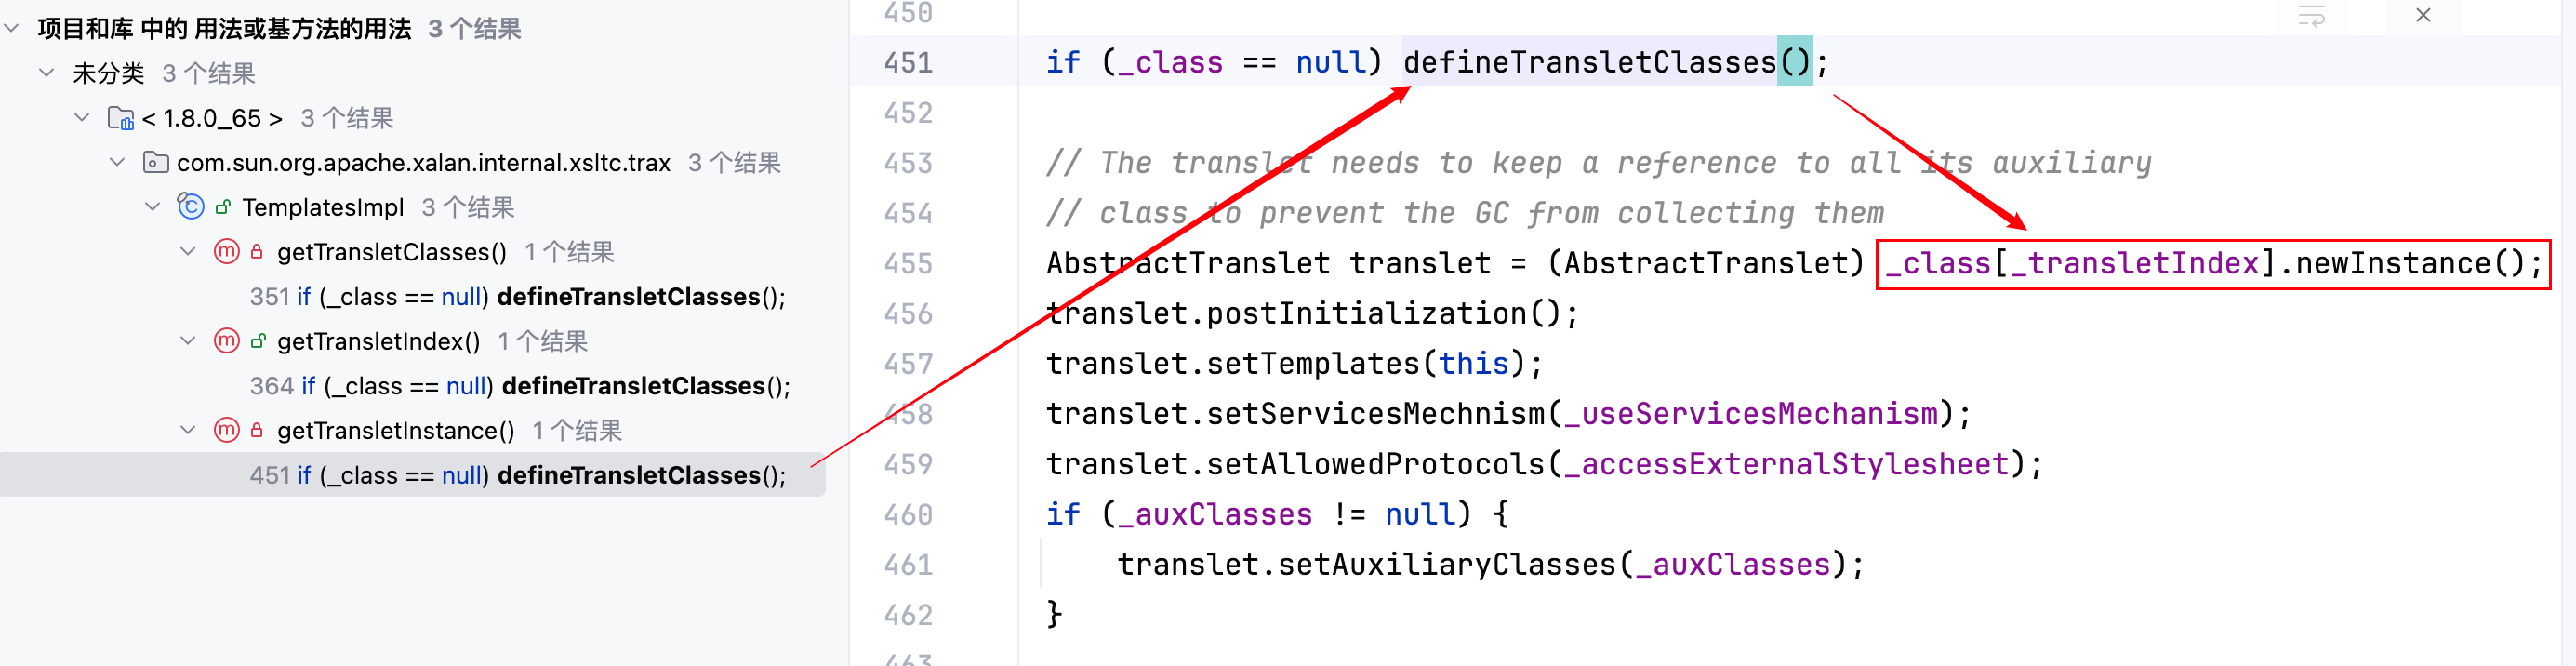 项目和库 中的 用法或基方法的用法 3 个结果
未分类 3 个结果
< 1.8.0_65 > 3 个结果
com.sun.org.apache.xalan.internal.xsltc.trax 3 个结果
TemplatesImpl 3 个结果
getTransletClasses() 1 个结果
351 if (_class == null) defineTransletClasses();
getTransletIndex() 1 个结果
364 if (_class == null) defineTransletClasses();
getTransletInstance() 1 个结果
451 if (_class == null) defineTransletClasses();
450
451 if (_class == null) defineTransletClasses();
452
453 // The translet needs to keep a reference to all its auxiliary
454 // class to prevent the GC from collecting them
455 AbstractTranslet translet = (AbstractTranslet) _class[_transletIndex].newInstance();
456 translet.postInitialization();
457 translet.setTemplates(this);
458 translet.setServicesMechnism(_useServicesMechanism);
459 translet.setAllowedProtocols(_accessExternalStylesheet);
460 if (_auxClasses != null) {
461 translet.setAuxiliaryClasses(_auxClasses);
462 }
463